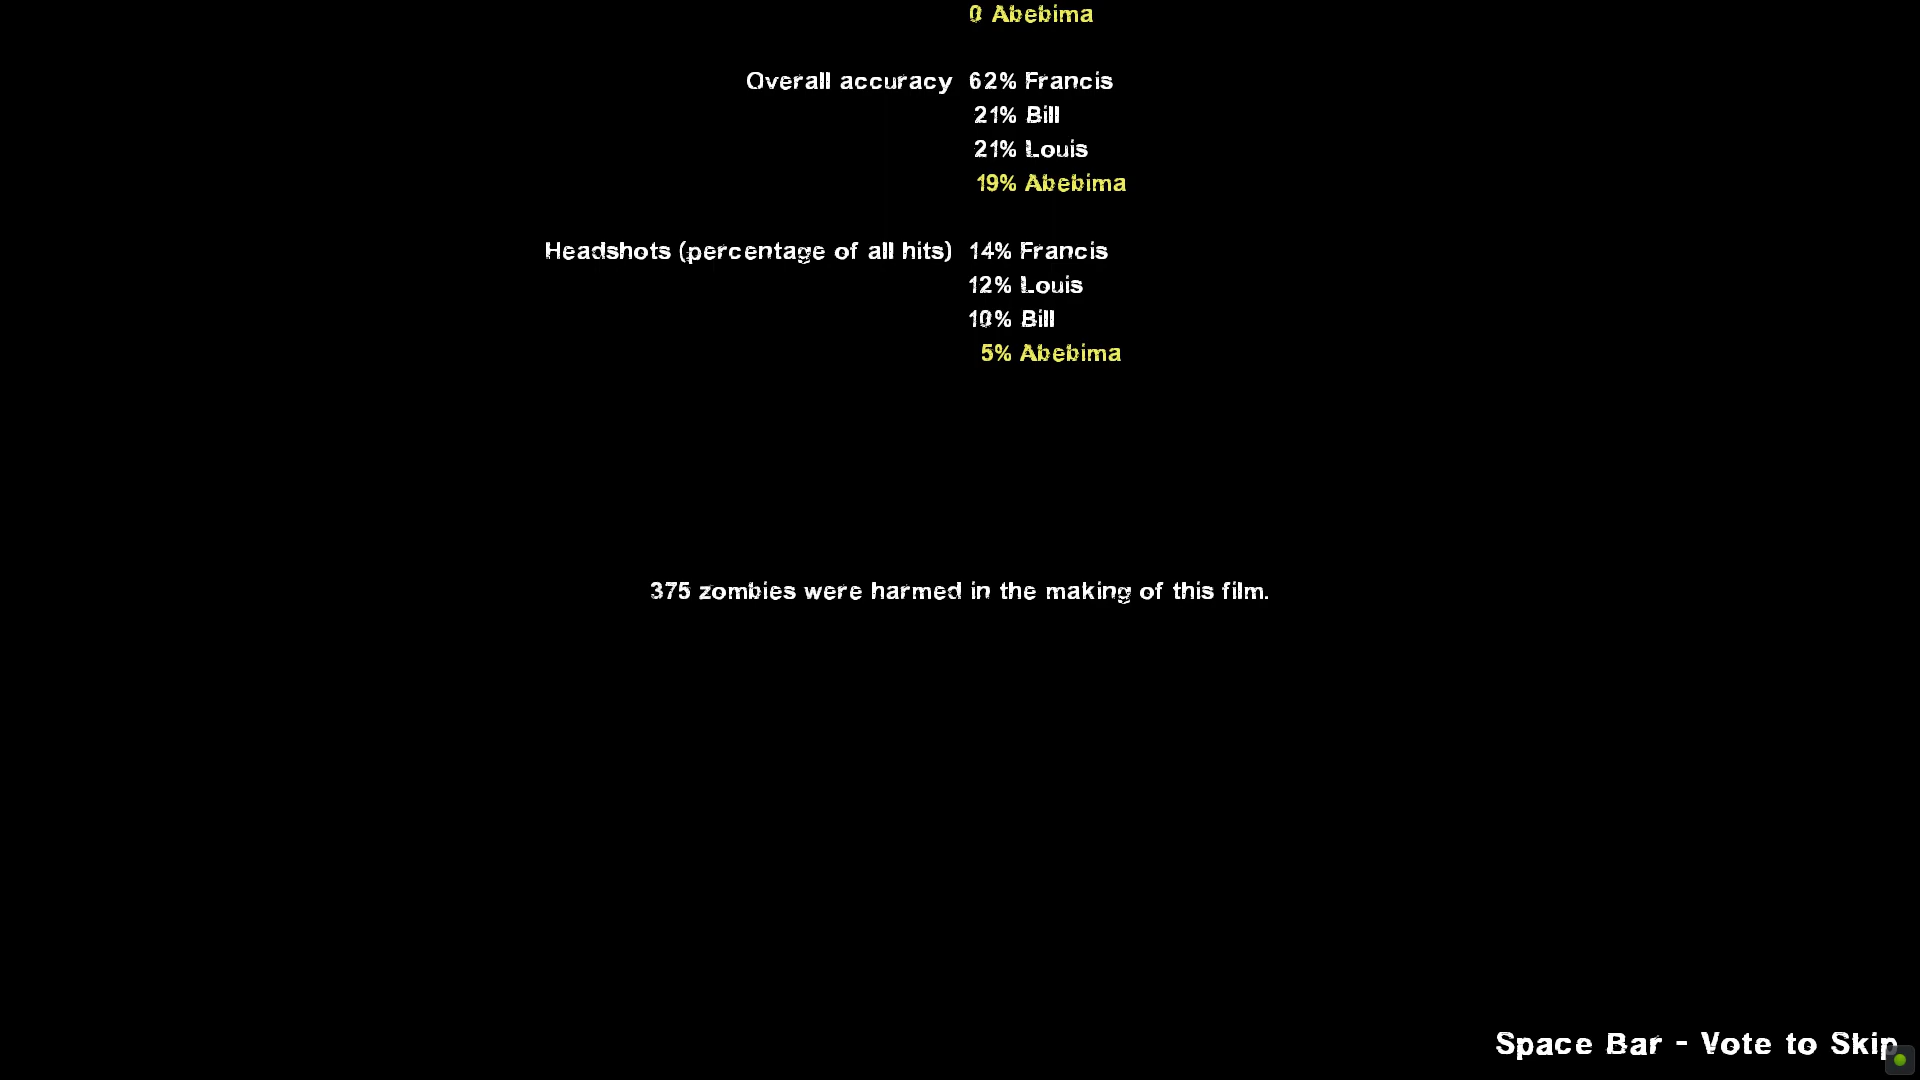 0 Abebima
Overall accuracy 62% Francis
21% Bill
21% Louis
19% Abebima
Headshots (percentage of all hits) 14% Francis
12% Louis
10% Bill
5% Abebima
375 zombies were harmed in the making of this film.
Space Bar - Vote to Skip